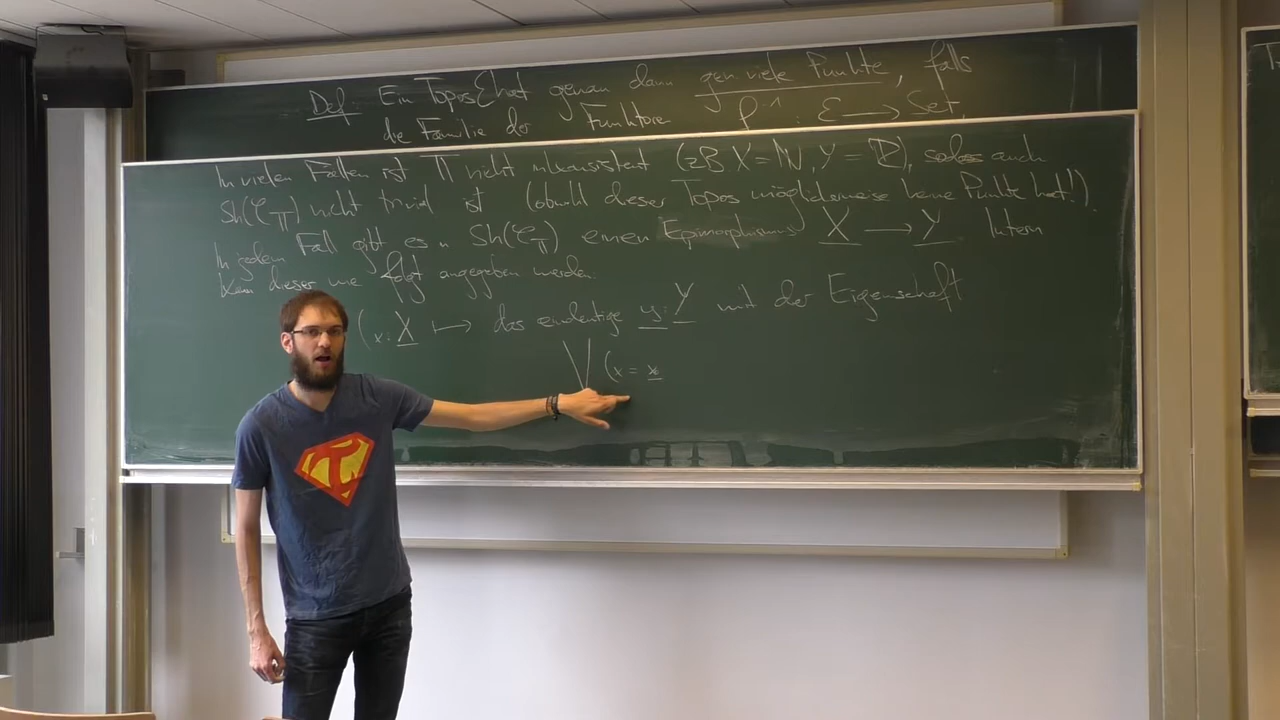 Def: Ein Topos E hat genau dann gen. viele Punkte, falls
die Familie der Funktoren f⁻¹ : E → Set
In vielen Fällen ist 𝕋 nicht inkonsistent (zB X = ℕ, Y = ℝ), sodass auch
Sh(𝒞_𝕋) nicht trivial ist (obwohl dieser Topos möglicherweise keine Punkte hat!).
In jedem Fall gibt es in Sh(𝒞_𝕋) einen Epimorphismus X → Y. Intern
kann dieser wie folgt angegeben werden:
(x: X ↦ das eindeutige y: Y mit der Eigenschaft
⋁ (x = x₀
π